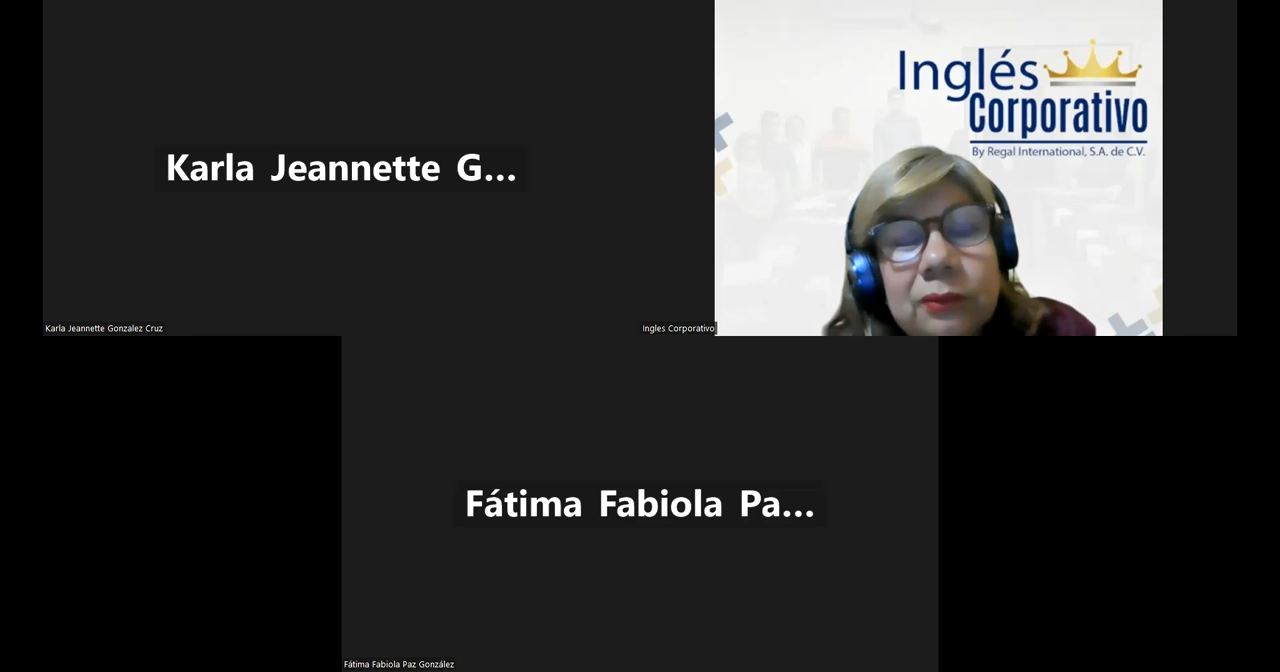 Karla Jeannette G...
Karla Jeannette Gonzalez Cruz
Inglés
Corporativo
By Regal International, S.A. de C.V.
Ingles Corporativo
Fátima Fabiola Pa...
Fátima Fabiola Paz González